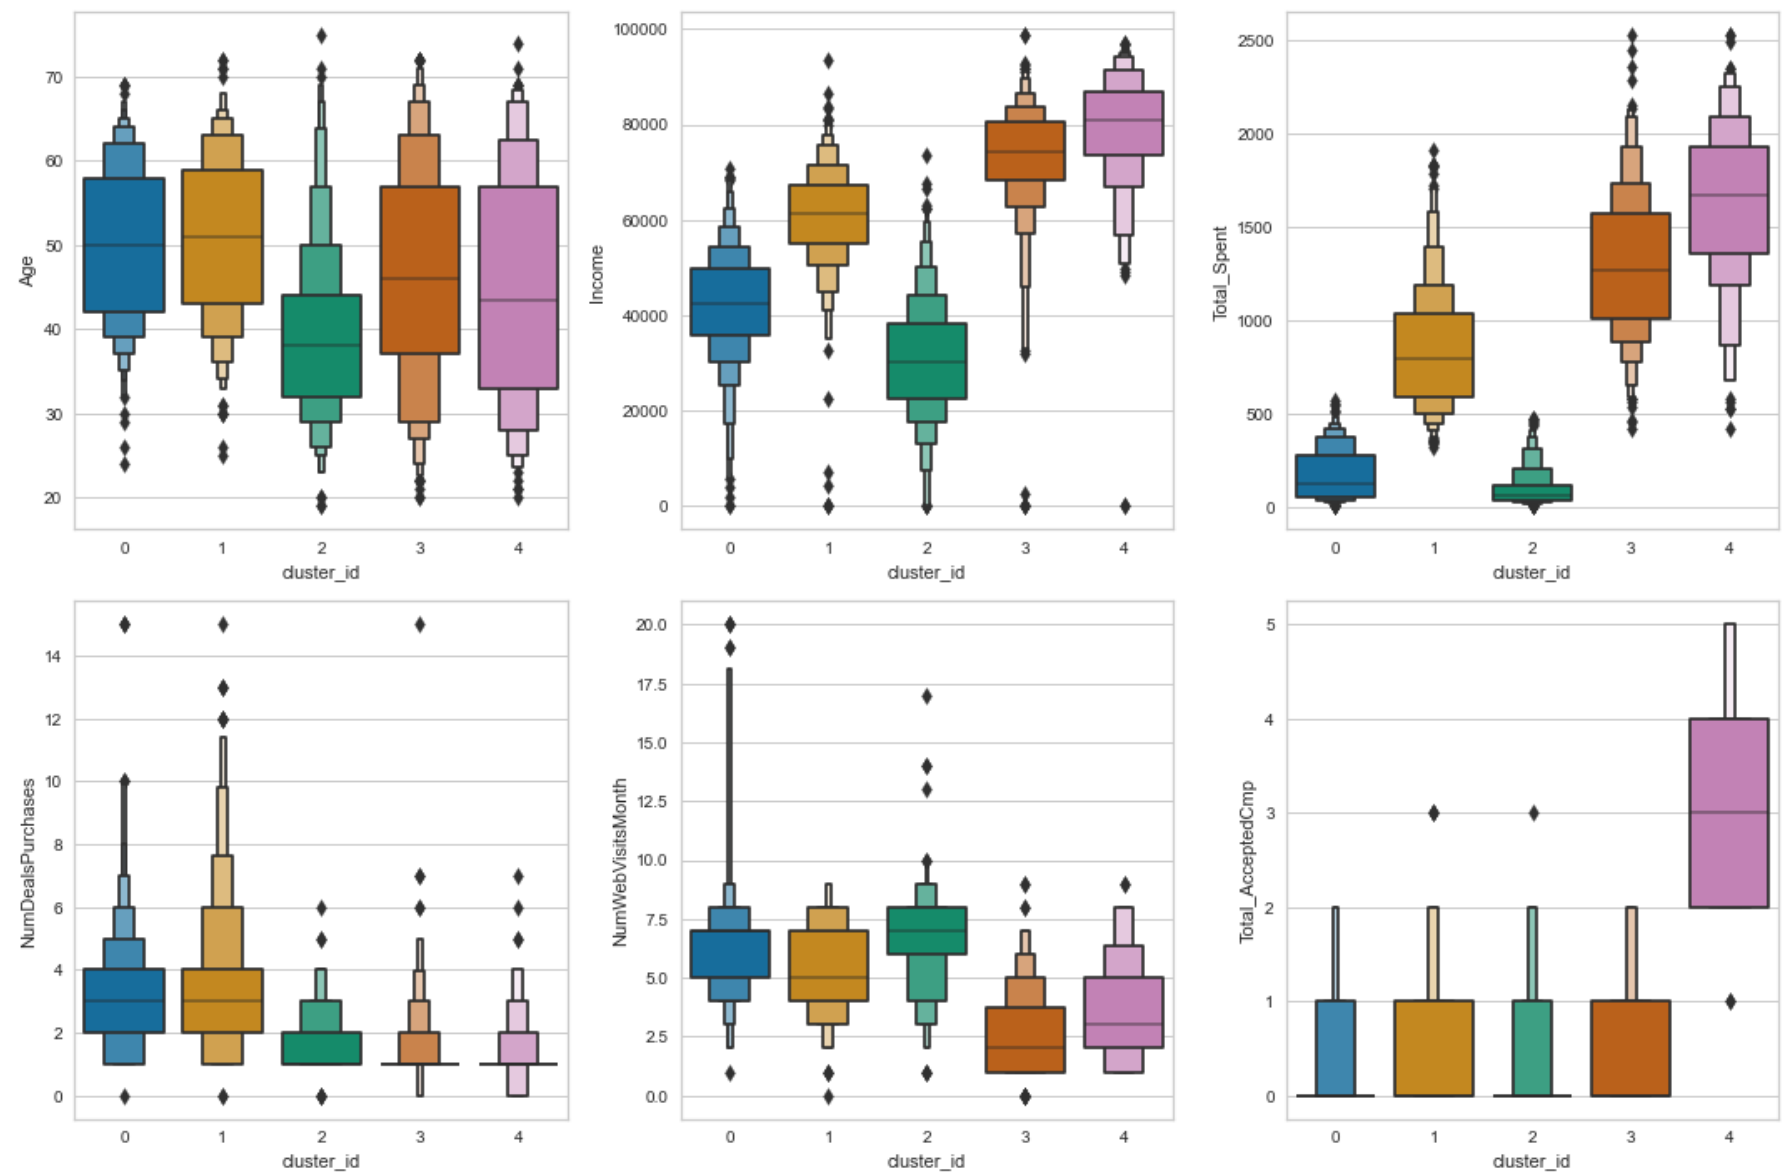 Age
70
60
50
40
30
20
0 1 2 3 4
cluster_id
Income
100000
80000
60000
40000
20000
0
0 1 2 3 4
cluster_id
Total_Spent
2500
2000
1500
1000
500
0
0 1 2 3 4
cluster_id
NumDealsPurchases
14
12
10
8
6
4
2
0
0 1 2 3 4
cluster_id
NumWebVisitsMonth
20.0
17.5
15.0
12.5
10.0
7.5
5.0
2.5
0.0
0 1 2 3 4
cluster_id
Total_AcceptedCmp
5
4
3
2
1
0
0 1 2 3 4
cluster_id